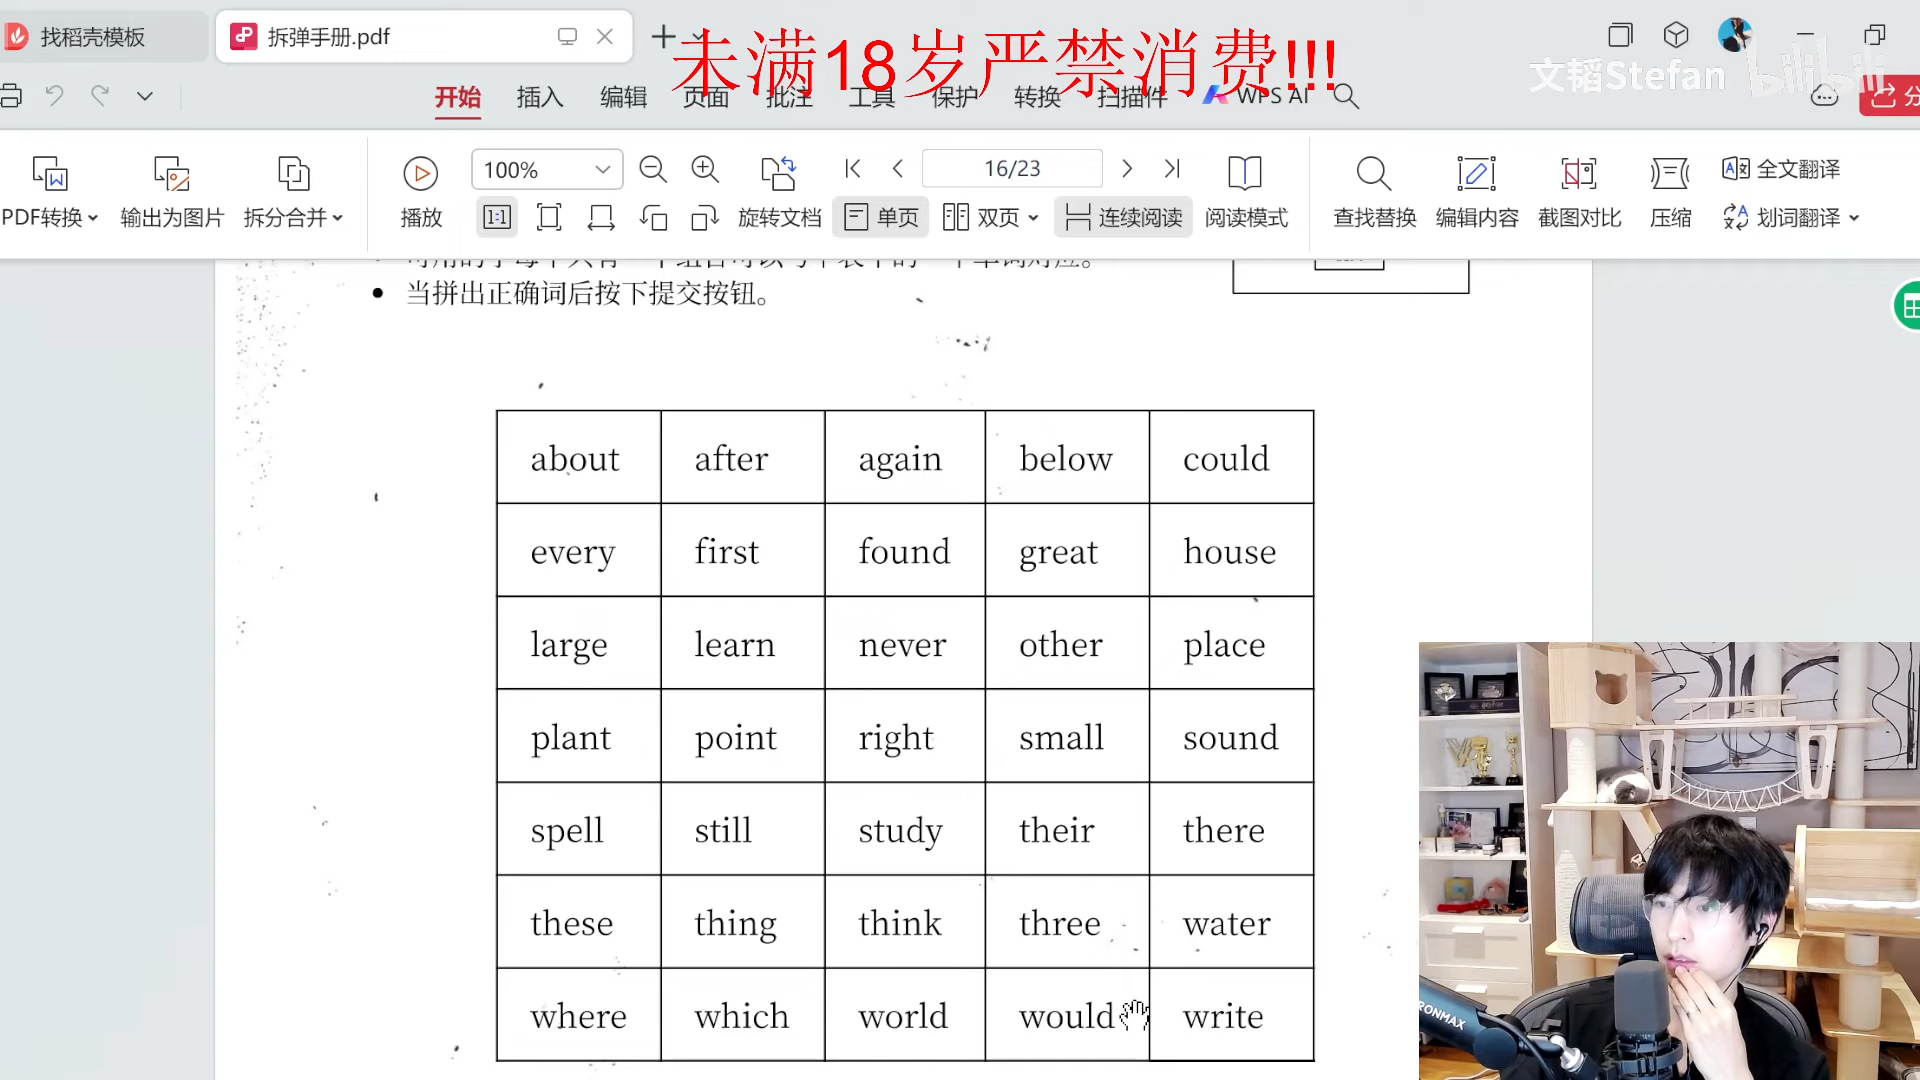 找稻壳模板
拆弹手册.pdf
未满18岁严禁消费!!!
文韬Stefan
bilibili
开始 插入 编辑 页面 批注 工具 保护 转换 扫描件 WPS AI
100%
16/23
全文翻译
PDF转换 输出为图片 拆分合并 播放 旋转文档 单页 双页 连续阅读 阅读模式 查找替换 编辑内容 截图对比 压缩 划词翻译
当拼出正确词后按下提交按钮。
about after again below could
every first found great house
large learn never other place
plant point right small sound
spell still study their there
these thing think three water
where which world would write